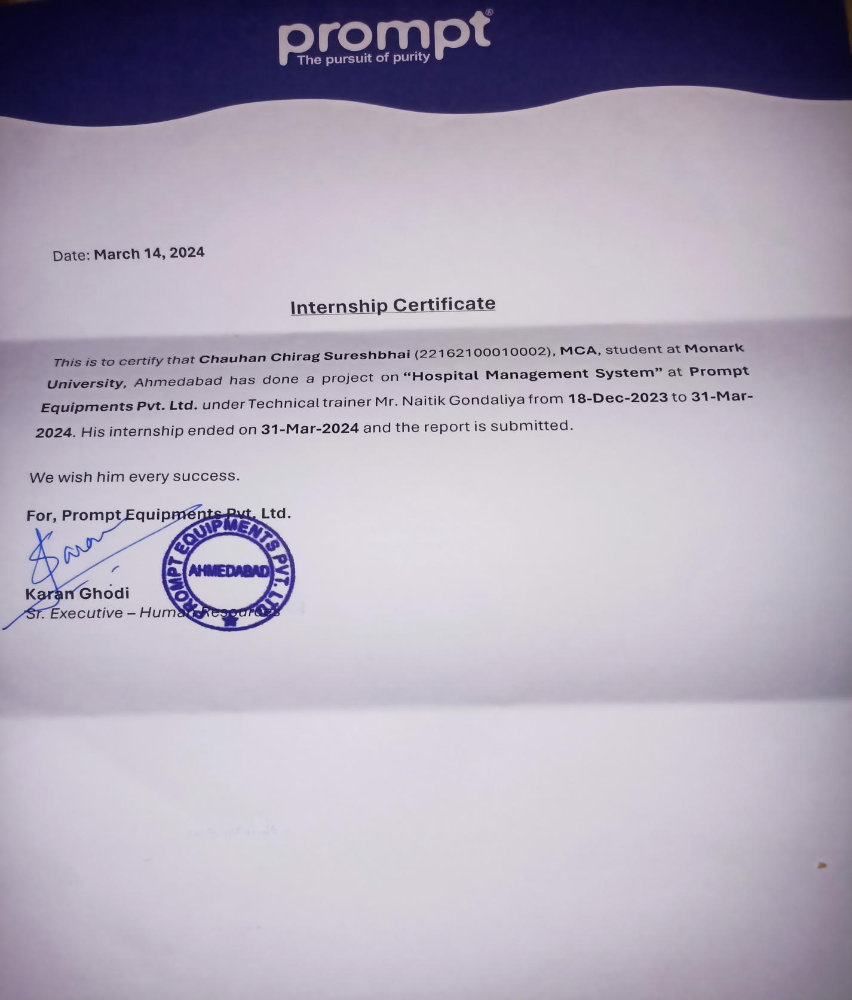 prompt®
The pursuit of purity
Date: March 14, 2024
Internship Certificate
This is to certify that Chauhan Chirag Sureshbhai (22162100010002), MCA, student at Monark
University, Ahmedabad has done a project on “Hospital Management System” at Prompt
Equipments Pvt. Ltd. under Technical trainer Mr. Naitik Gondaliya from 18-Dec-2023 to 31-Mar-
2024. His internship ended on 31-Mar-2024 and the report is submitted.
We wish him every success.
For, Prompt Equipments Pvt. Ltd.
Karan
PROMPT EQUIPMENTS PVT. LTD.
AHMEDABAD
Karan Ghodi
Sr. Executive – Human Resources